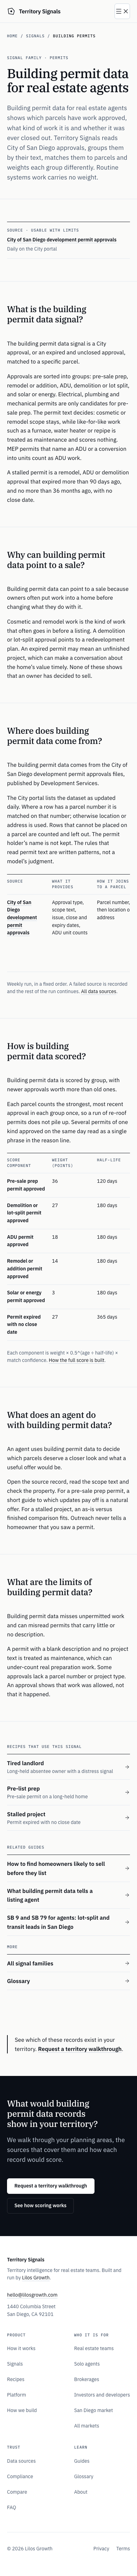 Territory Signals
HOME / SIGNALS / BUILDING PERMITS
SIGNAL FAMILY · PERMITS
Building permit data
for real estate agents
Building permit data for real estate agents
shows which parcels have work approved,
what kind of work it is and whether it was
ever closed out. Territory Signals reads
City of San Diego approvals, groups them
by their text, matches them to parcels and
weights each group differently. Routine
systems work carries no weight.
SOURCE · USABLE WITH LIMITS
City of San Diego development permit approvals
Daily on the City portal
What is the building
permit data signal?
The building permit data signal is a City
approval, or an expired unclosed approval,
matched to a specific parcel.
Approvals are sorted into groups: pre-sale prep,
remodel or addition, ADU, demolition or lot split,
and solar or energy. Electrical, plumbing and
mechanical permits are only candidates for pre-
sale prep. The text has to name prep or a
remodel scope stays, while like-for-like work
such as a furnace, water heater or repipe is
treated as maintenance and scores nothing.
MEP permits that name an ADU or a conversion
into units count as ADU work.
A stalled permit is a remodel, ADU or demolition
approval that expired more than 90 days ago,
and no more than 36 months ago, with no
close date.
Why can building permit
data point to a sale?
Building permit data can point to a sale because
owners often put work into a home before
changing what they do with it.
Cosmetic and remodel work is the kind of work
that often goes in before a listing. A demolition
or lot-split approval points to a redevelopment
plan. An expired permit may mean an unfinished
project, which can make a conversation about
the home's value timely. None of these shows
that an owner has decided to sell.
Where does building
permit data come from?
The building permit data comes from the City of
San Diego development permit approvals files,
published by Development Services.
The City portal lists the dataset as updated
daily. Where a row has a parcel number it is
matched on that number; otherwise location or
address is used. Rows that cannot be placed on
a parcel are counted and left out. The permit
holder's name is not kept. The rules that
read permit text are written patterns, not a
model's judgment.
SOURCE WHAT IT PROVIDES HOW IT JOINS TO A PARCEL
City of San Diego development permit approvals Approval type, scope text, issue, close and expiry dates, ADU unit counts Parcel number, then location or address
Weekly run, in a fixed order. A failed source is recorded
and the rest of the run continues. All data sources.
How is building
permit data scored?
Building permit data is scored by group, with
newer approvals worth more than old ones.
Each parcel counts the strongest, most recent
approval in each group once, so a run of re-roof
permits does not pile up. Several permits of one
kind approved on the same day read as a single
entry in the reason line.
SCORE COMPONENT WEIGHT (POINTS) HALF-LIFE
Pre-sale prep permit approved 36 120 days
Demolition or lot-split permit approved 27 180 days
ADU permit approved 18 180 days
Remodel or addition permit approved 14 180 days
Solar or energy permit approved 3 180 days
Permit expired with no close date 27 365 days
Each component is weight × 0.5^(age ÷ half-life) ×
match confidence. How the full score is built.
What does an agent do
with building permit data?
An agent uses building permit data to decide
which parcels deserve a closer look and what a
useful offer would be.
Open the source record, read the scope text and
check the property. For a pre-sale prep permit, a
short guide to which updates pay off is a natural
offer. For a stalled project, an as-is versus
finished comparison fits. Outreach never tells a
homeowner that you saw a permit.
What are the limits of
building permit data?
Building permit data misses unpermitted work
and can misread permits that carry little or
no description.
A permit with a blank description and no project
text is treated as maintenance, which can
under-count real preparation work. Some
approvals lack a parcel number or project type.
An approval shows that work was allowed, not
that it happened.
RECIPES THAT USE THIS SIGNAL
Tired landlord
Long-held absentee owner with a distress signal
Pre-list prep
Pre-sale permit on a long-held home
Stalled project
Permit expired with no close date
RELATED GUIDES
How to find homeowners likely to sell
before they list
What building permit data tells a
listing agent
SB 9 and SB 79 for agents: lot-split and
transit leads in San Diego
MORE
All signal families
Glossary
See which of these records exist in your
territory. Request a territory walkthrough.
What would building
permit data records
show in your territory?
We walk through your planning areas, the
sources that cover them and how each
record would score.
Request a territory walkthrough
See how scoring works
Territory Signals
Territory intelligence for real estate teams. Built and
run by Lilos Growth.
hello@lilosgrowth.com
1440 Columbia Street
San Diego, CA 92101
PRODUCT
How it works
Signals
Recipes
Platform
How we build
WHO IT IS FOR
Real estate teams
Solo agents
Brokerages
Investors and developers
San Diego market
All markets
TRUST
Data sources
Compliance
Compare
FAQ
LEARN
Guides
Glossary
About
© 2026 Lilos Growth
Privacy Terms